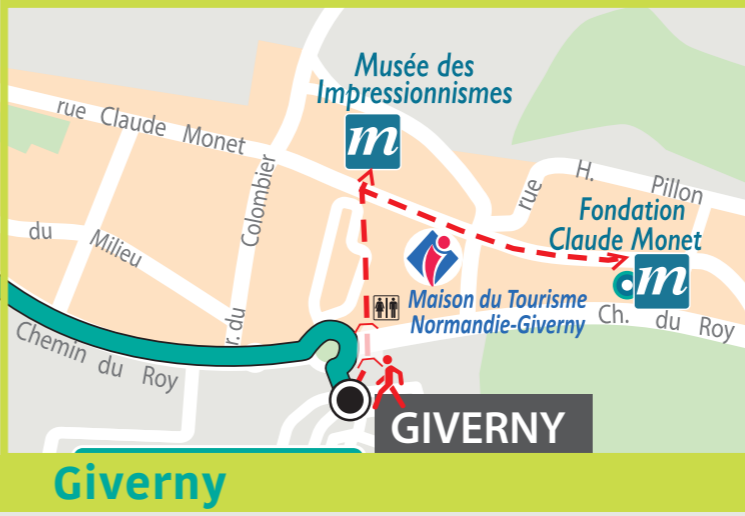 Musée des
Impressionnismes
m
rue Claude Monet
r. du Colombier
du Milieu
rue H. Pillon
Fondation
Claude Monet
m
Maison du Tourisme
Normandie-Giverny
Ch. du Roy
Chemin du Roy
GIVERNY
Giverny